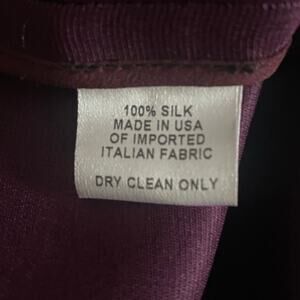 100% SILK
MADE IN USA
OF IMPORTED
ITALIAN FABRIC
DRY CLEAN ONLY